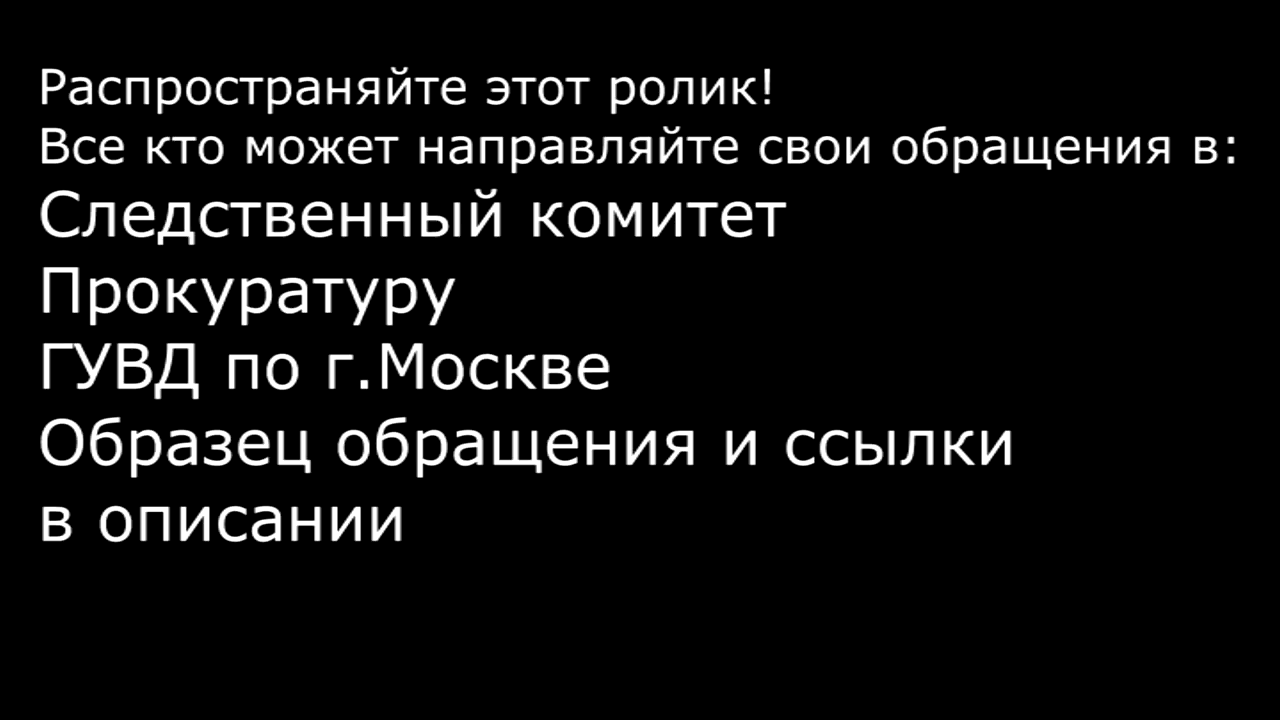 Распространяйте этот ролик!
Все кто может направляйте свои обращения в:
Следственный комитет
Прокуратуру
ГУВД по г.Москве
Образец обращения и ссылки
в описании